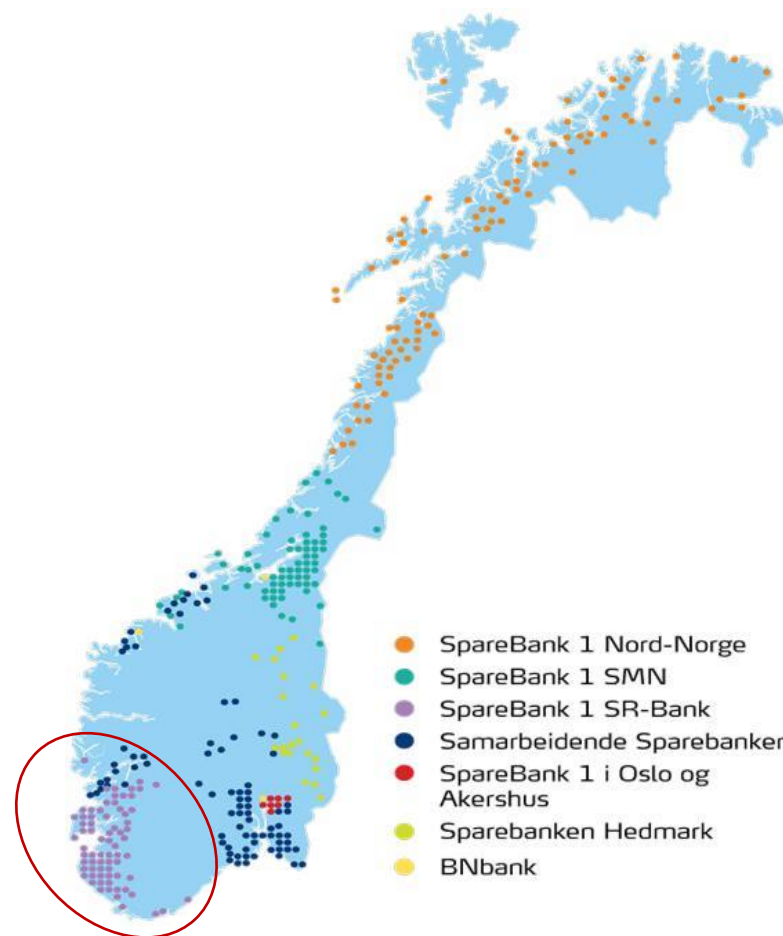 SpareBank 1 Nord-Norge
SpareBank 1 SMN
SpareBank 1 SR-Bank
Samarbeidende Sparebanker
SpareBank 1 i Oslo og
Akershus
Sparebanken Hedmark
BNbank